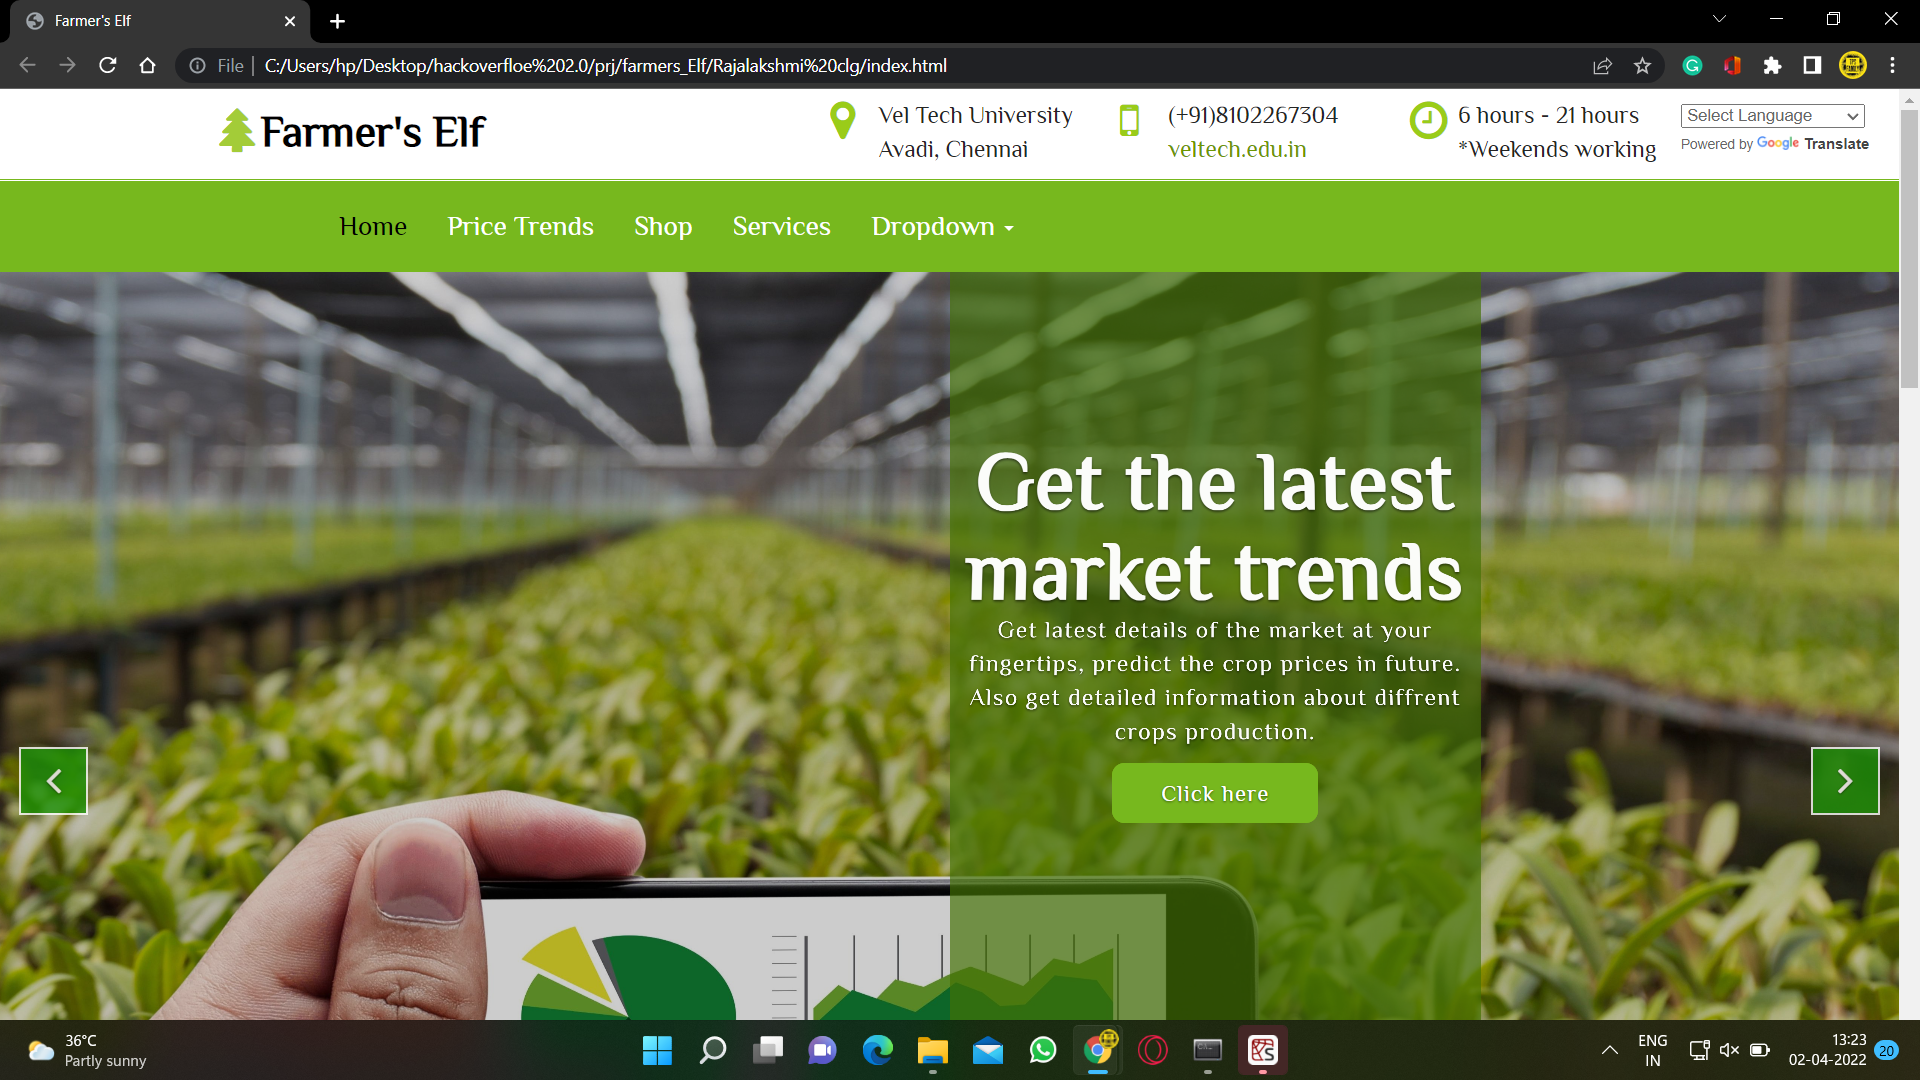 Farmer's Elf
File
C:/Users/hp/Desktop/hackoverfloe%202.0/prj/farmers_Elf/Rajalakshmi%20clg/index.html
Farmer's Elf
Vel Tech University
Avadi, Chennai
(+91)8102267304
veltech.edu.in
6 hours - 21 hours
*Weekends working
Select Language
Powered by Google Translate
Home
Price Trends
Shop
Services
Dropdown
Get the latest
market trends
Get latest details of the market at your
fingertips, predict the crop prices in future.
Also get detailed information about diffrent
crops production.
Click here
36°C
Partly sunny
ENG
IN
13:23
02-04-2022
20